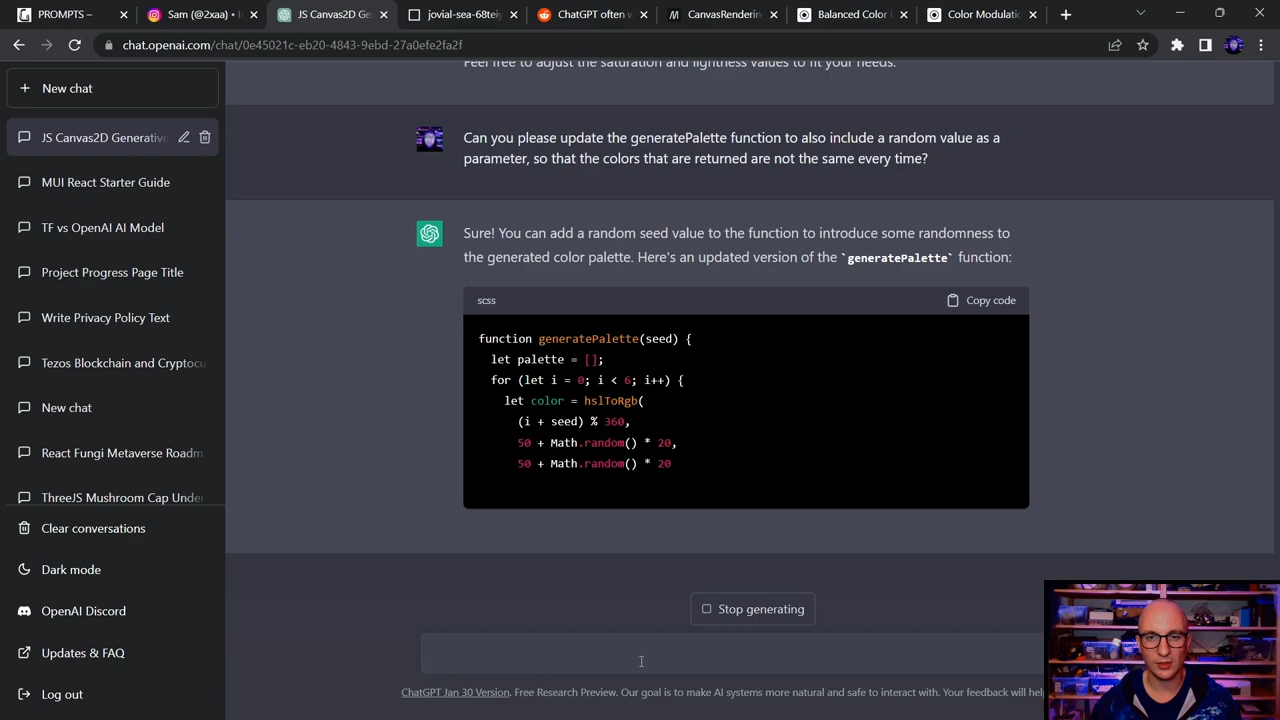 PROMPTS –
Sam (@2xaa) • I
JS Canvas2D Gener
jovial-sea-68teiy
ChatGPT often w
CanvasRenderin
Balanced Color
Color Modulati
chat.openai.com/chat/0e45021c-eb20-4843-9ebd-27a0efe2fa2f
New chat
JS Canvas2D Generative
MUI React Starter Guide
TF vs OpenAI AI Model
Project Progress Page Title
Write Privacy Policy Text
Tezos Blockchain and Cryptocu
New chat
React Fungi Metaverse Roadm
ThreeJS Mushroom Cap Under
Clear conversations
Dark mode
OpenAI Discord
Updates & FAQ
Log out
Feel free to adjust the saturation and lightness values to fit your needs.
Can you please update the generatePalette function to also include a random value as a
parameter, so that the colors that are returned are not the same every time?
Sure! You can add a random seed value to the function to introduce some randomness to
the generated color palette. Here's an updated version of the `generatePalette` function:
scss
Copy code
function generatePalette(seed) {
let palette = [];
for (let i = 0; i < 6; i++) {
let color = hslToRgb(
(i + seed) % 360,
50 + Math.random() * 20,
50 + Math.random() * 20
Stop generating
ChatGPT Jan 30 Version. Free Research Preview. Our goal is to make AI systems more natural and safe to interact with. Your feedback will hel